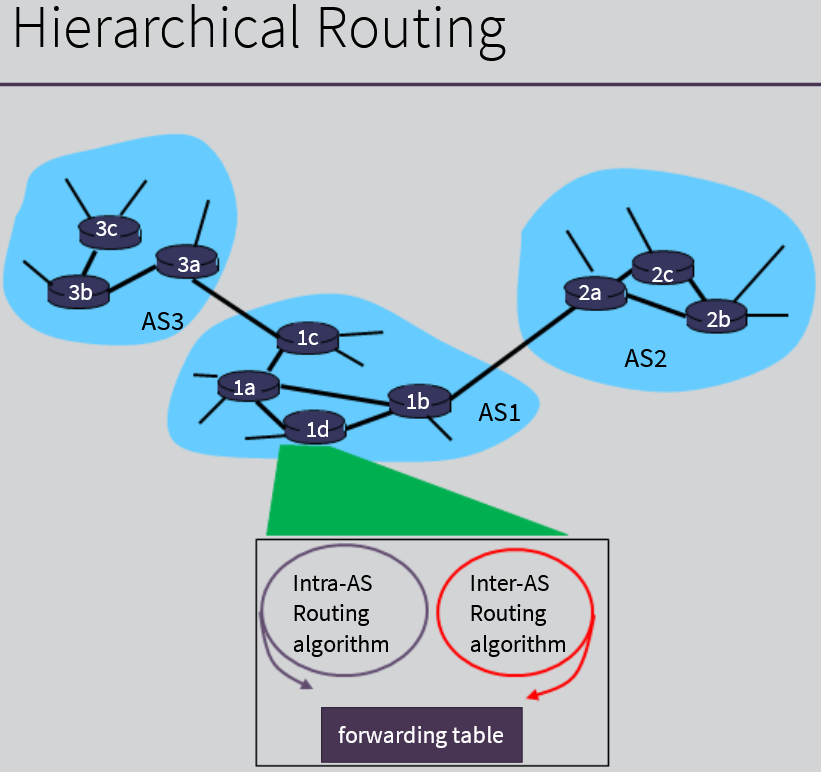 Hierarchical Routing
3c
3a
3b
AS3
2c
2a
2b
AS2
1c
1a
1b
AS1
1d
Intra-AS
Routing
algorithm
Inter-AS
Routing
algorithm
forwarding table